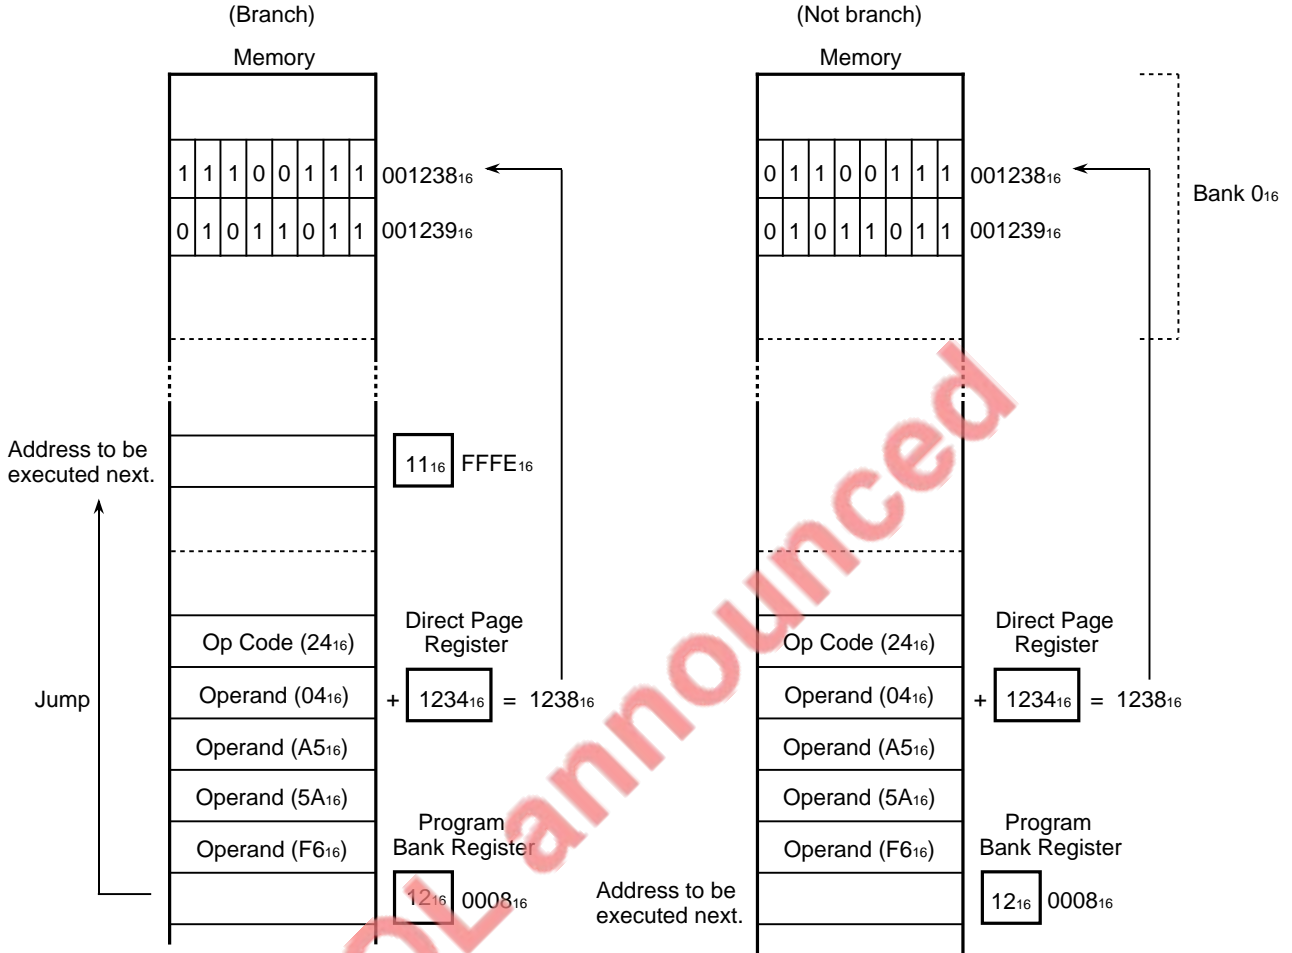 (Branch)
Memory
1 1 1 0 0 1 1 1 001238₁₆
0 1 0 1 1 0 1 1 001239₁₆
Address to be
executed next.
11₁₆ FFFE₁₆
Jump
Op Code (24₁₆)
Direct Page
Register
Operand (04₁₆) + 1234₁₆ = 1238₁₆
Operand (A5₁₆)
Operand (5A₁₆)
Operand (F6₁₆)
Program
Bank Register
12₁₆ 0008₁₆
(Not branch)
Memory
0 1 1 0 0 1 1 1 001238₁₆
0 1 0 1 1 0 1 1 001239₁₆
Bank 0₁₆
Op Code (24₁₆)
Direct Page
Register
Operand (04₁₆) + 1234₁₆ = 1238₁₆
Operand (A5₁₆)
Operand (5A₁₆)
Operand (F6₁₆)
Program
Bank Register
Address to be
executed next.
12₁₆ 0008₁₆
OL announced